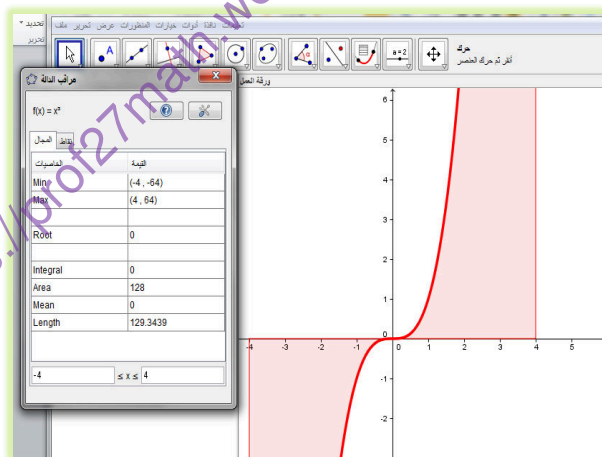 تحديد
تحرير
ملف تحرير عرض المنظورات خيارات أدوات نافذة
A
a = 2
حرك
أنقر ثم حرك العنصر
مراقب الدالة
ورقة العمل
f(x) = x³
المجال نقاط
الخاصيات القيمة
Min (-4 , -64)
Max (4 , 64)
Root 0
Integral 0
Area 128
Mean 0
Length 129.3439
-4 ≤ x ≤ 4
6
5
4
3
2
1
0
-4 -3 -2 -1 0 1 2 3 4 5
-1
-2
://prof27math.w